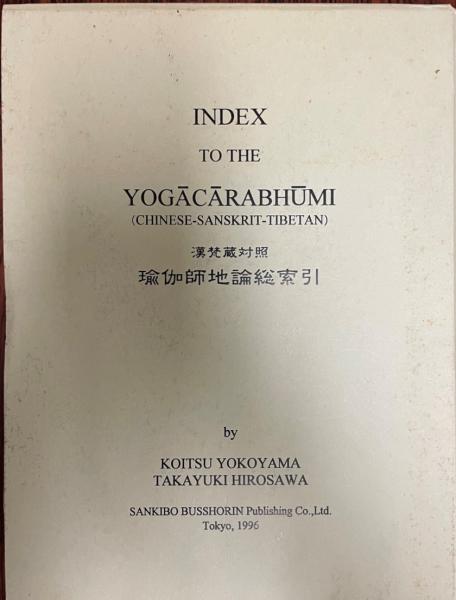 INDEX
TO THE
YOGĀCĀRABHŪMI
(CHINESE-SANSKRIT-TIBETAN)
漢梵蔵対照
瑜伽師地論総索引
by
KOITSU YOKOYAMA
TAKAYUKI HIROSAWA
SANKIBO BUSSHORIN Publishing Co.,Ltd.
Tokyo, 1996